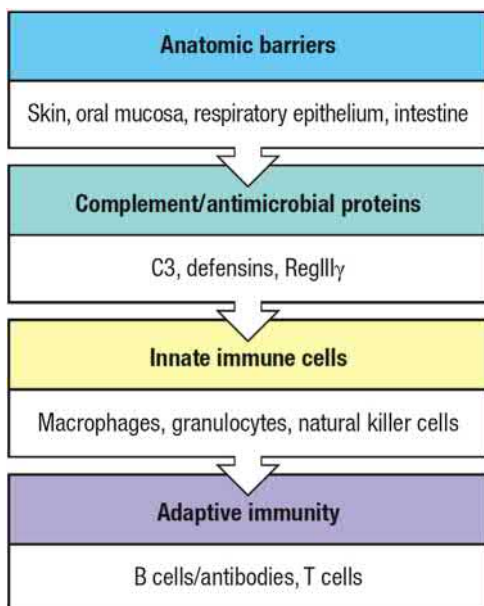 Anatomic barriers
Skin, oral mucosa, respiratory epithelium, intestine
Complement/antimicrobial proteins
C3, defensins, RegIIIγ
Innate immune cells
Macrophages, granulocytes, natural killer cells
Adaptive immunity
B cells/antibodies, T cells